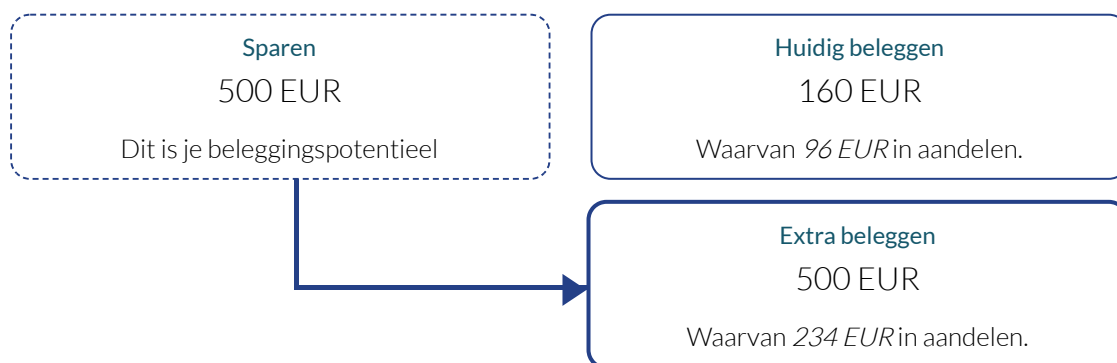 Sparen
500 EUR
Dit is je beleggingspotentieel
Huidig beleggen
160 EUR
Waarvan 96 EUR in aandelen.
Extra beleggen
500 EUR
Waarvan 234 EUR in aandelen.